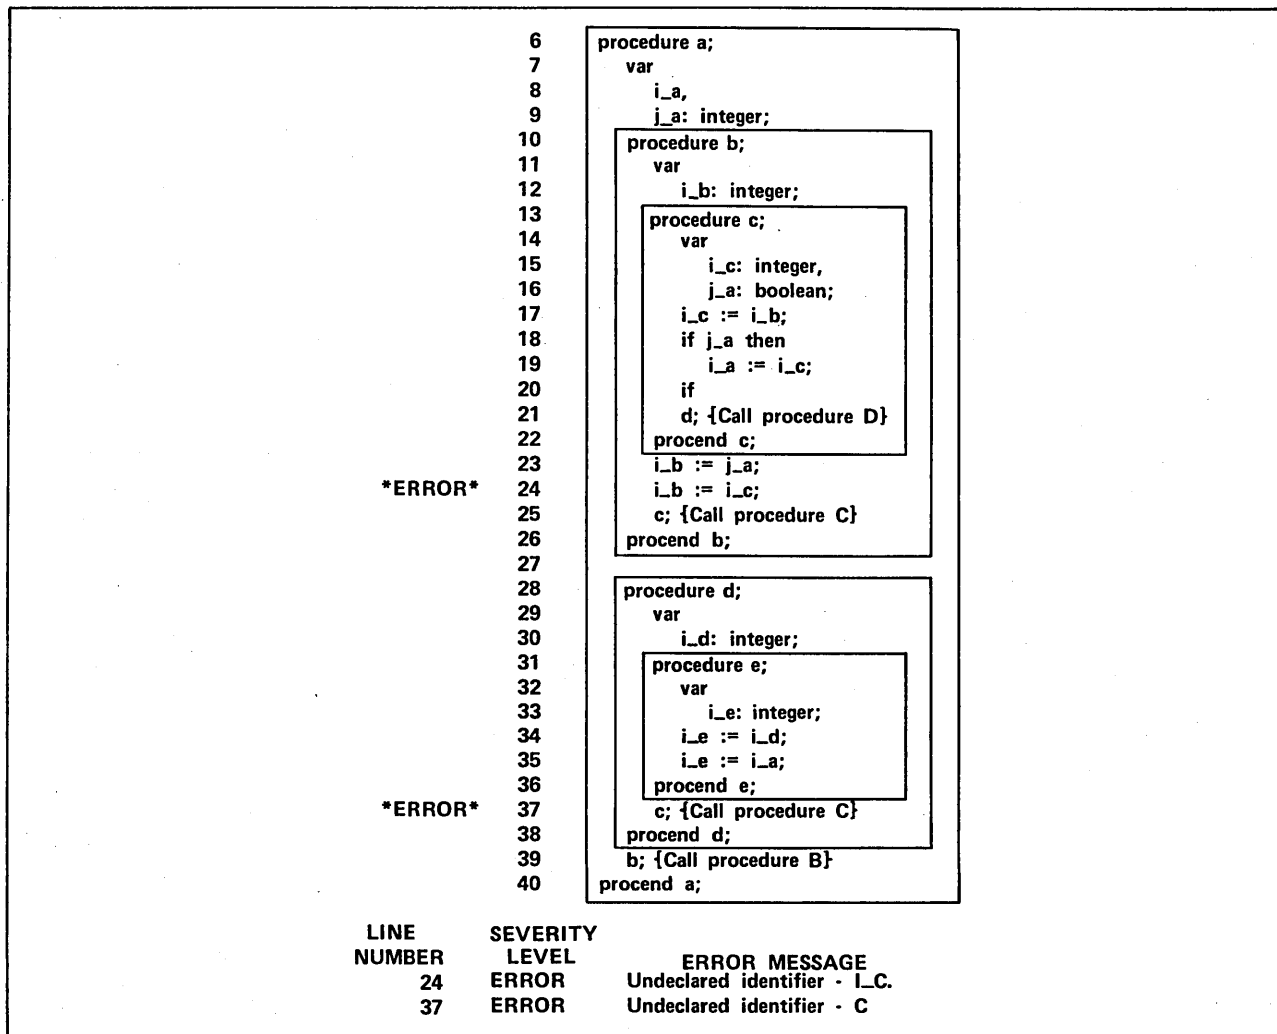 6 procedure a;
7 var
8 i_a,
9 j_a: integer;
10 procedure b;
11 var
12 i_b: integer;
13 procedure c;
14 var
15 i_c: integer,
16 j_a: boolean;
17 i_c := i_b;
18 if j_a then
19 i_a := i_c;
20 if
21 d; {Call procedure D}
22 procend c;
23 i_b := j_a;
*ERROR* 24 i_b := i_c;
25 c; {Call procedure C}
26 procend b;
27
28 procedure d;
29 var
30 i_d: integer;
31 procedure e;
32 var
33 i_e: integer;
34 i_e := i_d;
35 i_e := i_a;
36 procend e;
*ERROR* 37 c; {Call procedure C}
38 procend d;
39 b; {Call procedure B}
40 procend a;
LINE SEVERITY
NUMBER LEVEL ERROR MESSAGE
24 ERROR Undeclared identifier - I_C.
37 ERROR Undeclared identifier - C